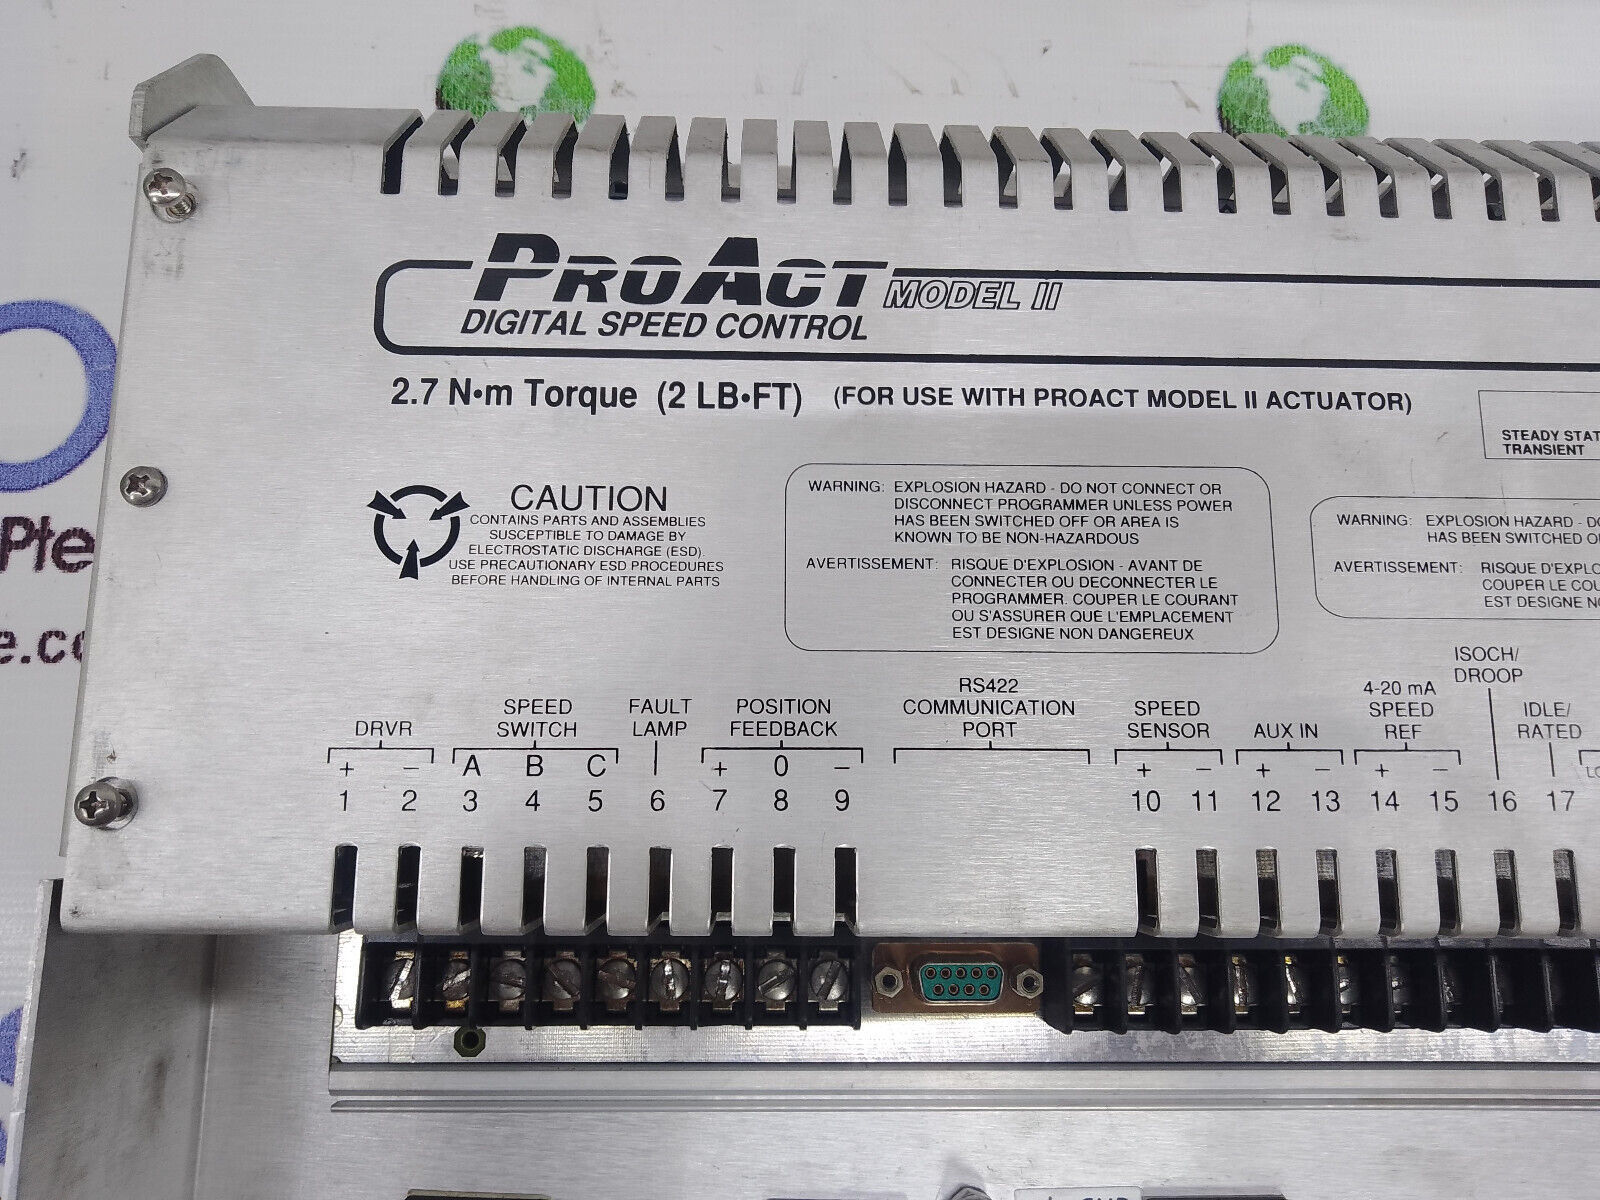 PROACT MODEL II
DIGITAL SPEED CONTROL
2.7 N•m Torque (2 LB•FT) (FOR USE WITH PROACT MODEL II ACTUATOR)
STEADY
TRANSIENT
CAUTION
CONTAINS PARTS AND ASSEMBLIES
SUSCEPTIBLE TO DAMAGE BY
ELECTROSTATIC DISCHARGE (ESD).
USE PRECAUTIONARY ESD PROCEDURES
BEFORE HANDLING OF INTERNAL PARTS
WARNING: EXPLOSION HAZARD - DO NOT CONNECT OR
DISCONNECT PROGRAMMER UNLESS POWER
HAS BEEN SWITCHED OFF OR AREA IS
KNOWN TO BE NON-HAZARDOUS
AVERTISSEMENT: RISQUE D'EXPLOSION - AVANT DE
CONNECTER OU DECONNECTER LE
PROGRAMMER. COUPER LE COURANT
OU S'ASSURER QUE L'EMPLACEMENT
EST DESIGNE NON DANGEREUX
WARNING: EXPLOSION HAZARD -
HAS BEEN SWITCHED
AVERTISSEMENT: RISQUE
COUPER LE
EST DESIGNE
DRVR
+ −
1 2
SPEED
SWITCH
A B C
3 4 5
FAULT
LAMP
6
POSITION
FEEDBACK
+ 0 −
7 8 9
RS422
COMMUNICATION
PORT
SPEED
SENSOR
+ −
10 11
AUX IN
+ −
12 13
4-20 mA
SPEED
REF
+ −
14 15
ISOCH/
DROOP
16
IDLE/
RATED
17
Pte